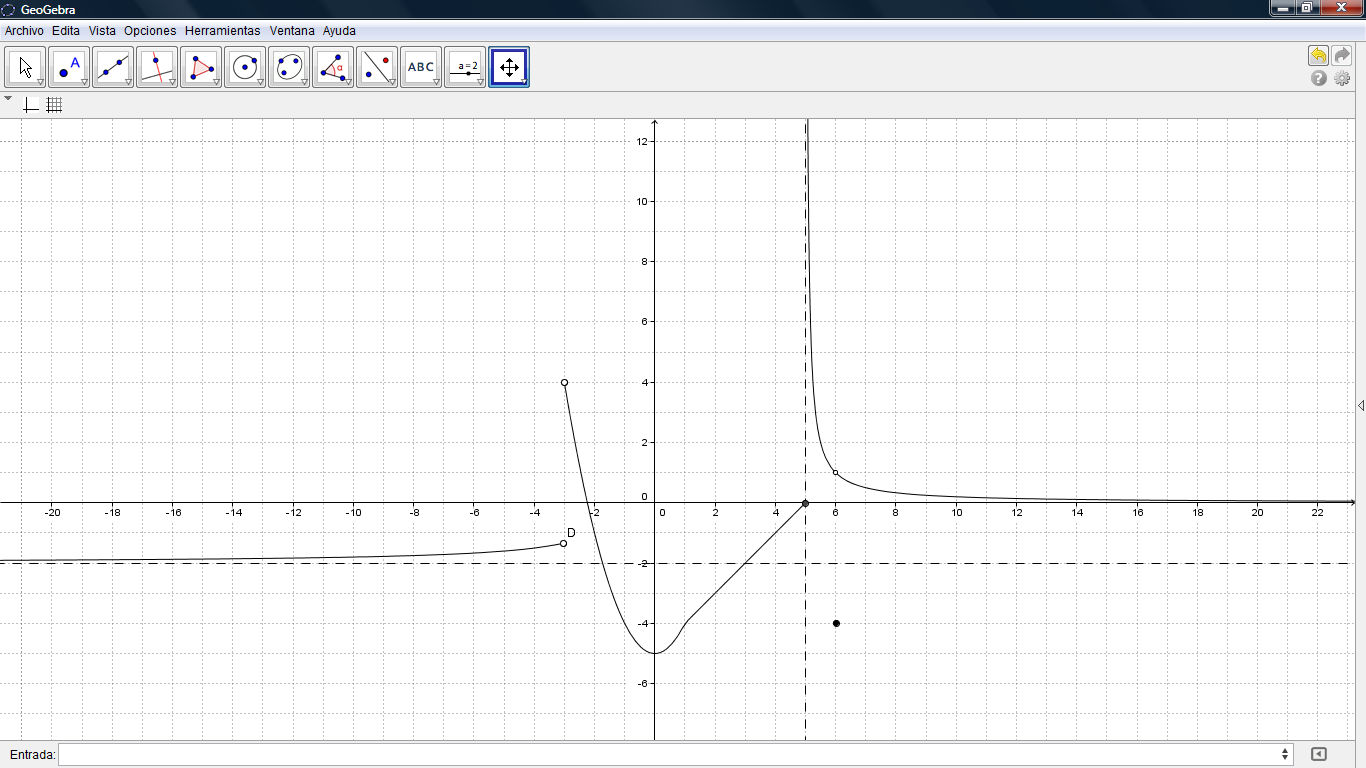 GeoGebra
Archivo Edita Vista Opciones Herramientas Ventana Ayuda
A ABC a=2 α
12
10
8
6
4
2
0
-20 -18 -16 -14 -12 -10 -8 -6 -4 -2 0 2 4 6 8 10 12 14 16 18 20 22
D
-2
-4
-6
Entrada: